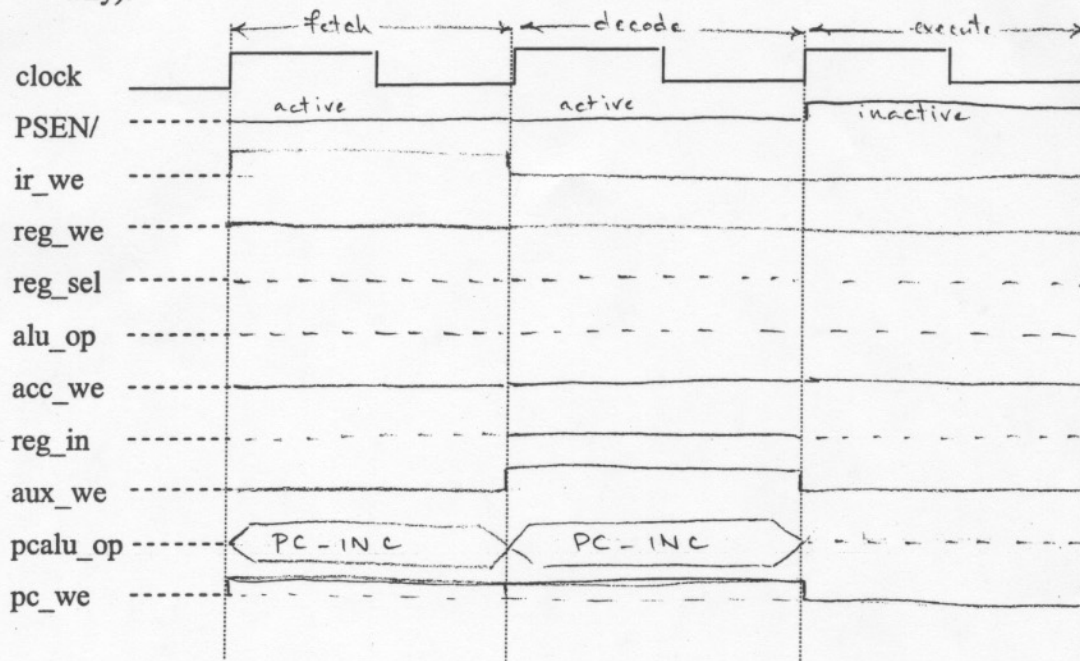 fetch decode execute
clock
active active inactive
PSEN/
ir_we
reg_we
reg_sel
alu_op
acc_we
reg_in
aux_we
pcalu_op PC-INC PC-INC
pc_we